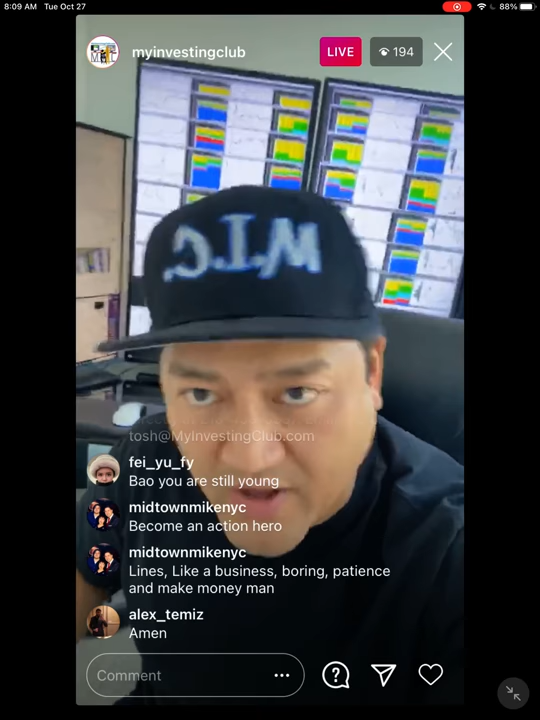 8:09 AM Tue Oct 27
88%
myinvestingclub
LIVE
194
M.I.C.
tosh@MyInvestingClub.com
fei_yu_fy
Bao you are still young
midtownmikenyc
Become an action hero
midtownmikenyc
Lines, Like a business, boring, patience
and make money man
alex_temiz
Amen
Comment